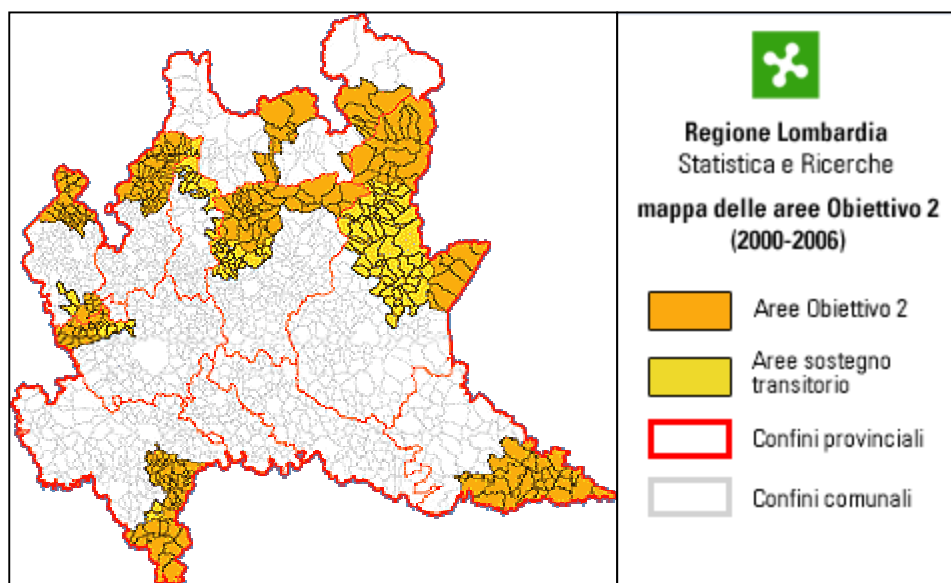 Regione Lombardia
Statistica e Ricerche
mappa delle aree Obiettivo 2
(2000-2006)
Aree Obiettivo 2
Aree sostegno
transitorio
Confini provinciali
Confini comunali